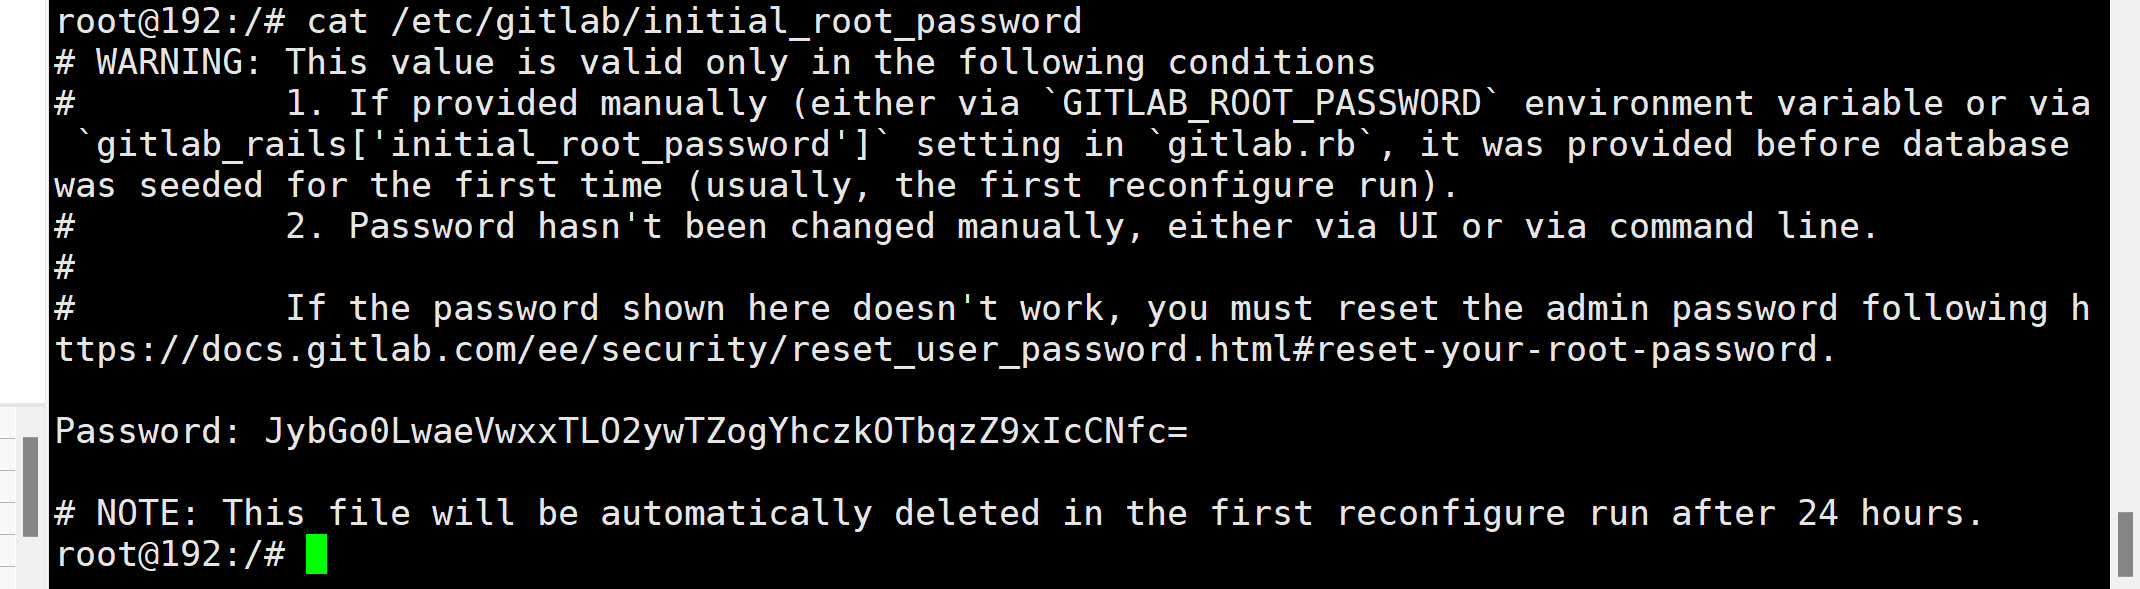 root@192:/# cat /etc/gitlab/initial_root_password
# WARNING: This value is valid only in the following conditions
#          1. If provided manually (either via `GITLAB_ROOT_PASSWORD` environment variable or via
 `gitlab_rails['initial_root_password']` setting in `gitlab.rb`, it was provided before database
was seeded for the first time (usually, the first reconfigure run).
#          2. Password hasn't been changed manually, either via UI or via command line.
#
#          If the password shown here doesn't work, you must reset the admin password following h
ttps://docs.gitlab.com/ee/security/reset_user_password.html#reset-your-root-password.

Password: JybGo0LwaeVwxxTLO2ywTZogYhczkOTbqzZ9xIcCNfc=

# NOTE: This file will be automatically deleted in the first reconfigure run after 24 hours.
root@192:/#